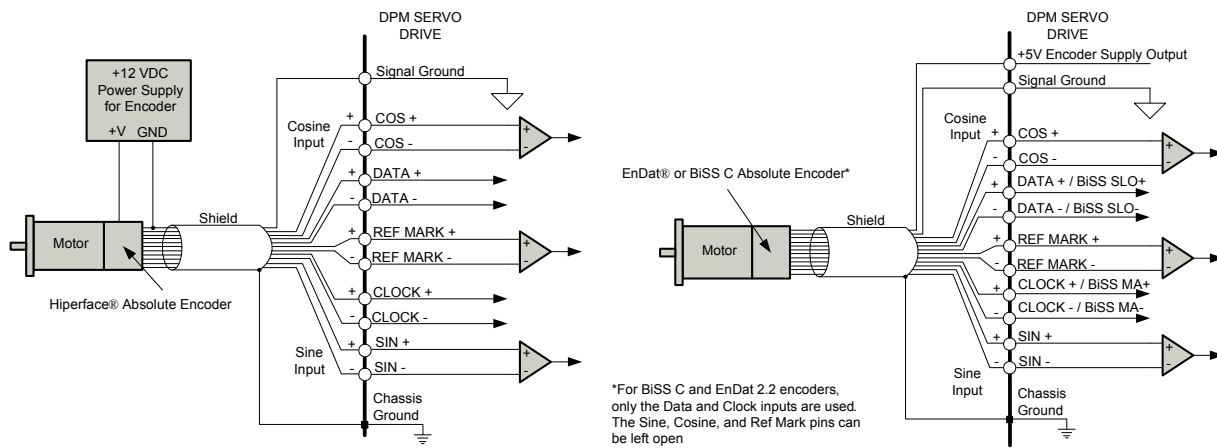 DPM SERVO
DRIVE
+12 VDC
Power Supply
for Encoder
+V GND
Signal Ground
Cosine
Input
+ COS +
- COS -
+ DATA +
- DATA -
Shield
Motor
+ REF MARK +
- REF MARK -
Hiperface® Absolute Encoder
+ CLOCK +
- CLOCK -
Sine
Input
+ SIN +
- SIN -
Chassis
Ground
+ -
+ -
+ -
DPM SERVO
DRIVE
+5V Encoder Supply Output
Signal Ground
Cosine
Input
+ COS +
- COS -
EnDat® or BiSS C Absolute Encoder*
+ DATA + / BiSS SLO+
- DATA - / BiSS SLO-
Shield
Motor
+ REF MARK +
- REF MARK -
+ CLOCK + / BiSS MA+
- CLOCK - / BiSS MA-
+ SIN +
- SIN -
Sine
Input
Chassis
Ground
+ -
+ -
+ -
*For BiSS C and EnDat 2.2 encoders,
only the Data and Clock inputs are used.
The Sine, Cosine, and Ref Mark pins can
be left open